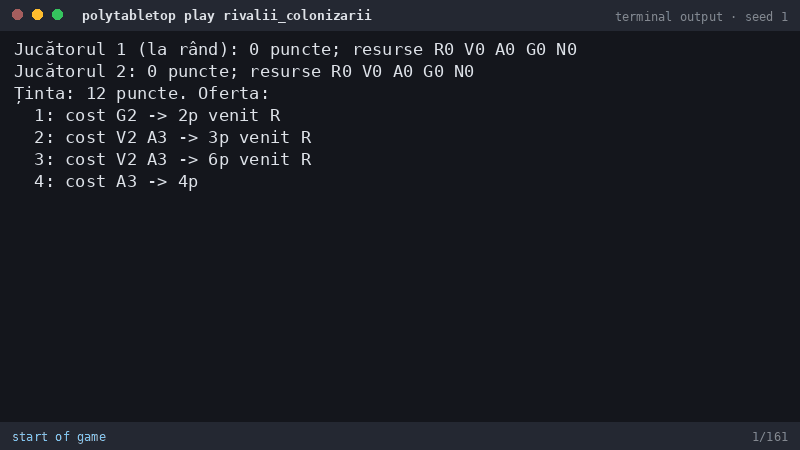 polytabletop play rivalii_colonizarii
terminal output · seed 1
Jucătorul 1 (la rând): 0 puncte; resurse R0 V0 A0 G0 N0
Jucătorul 2: 0 puncte; resurse R0 V0 A0 G0 N0
Ținta: 12 puncte. Oferta:
1: cost G2 -> 2p venit R
2: cost V2 A3 -> 3p venit R
3: cost V2 A3 -> 6p venit R
4: cost A3 -> 4p
start of game
1/161